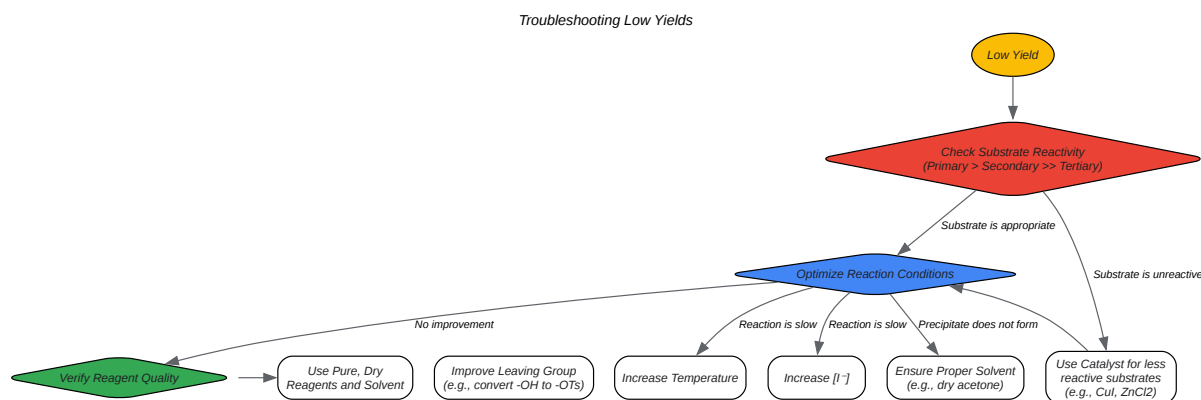 Troubleshooting Low Yields
Low Yield
Check Substrate Reactivity
(Primary > Secondary >> Tertiary)
Substrate is appropriate
Optimize Reaction Conditions
Substrate is unreactive
No improvement
Reaction is slow
Reaction is slow
Precipitate does not form
Verify Reagent Quality
Use Pure, Dry
Reagents and Solvent
Improve Leaving Group
(e.g., convert -OH to -OTs)
Increase Temperature
Increase [I⁻]
Ensure Proper Solvent
(e.g., dry acetone)
Use Catalyst for less
reactive substrates
(e.g., CuI, ZnCl2)